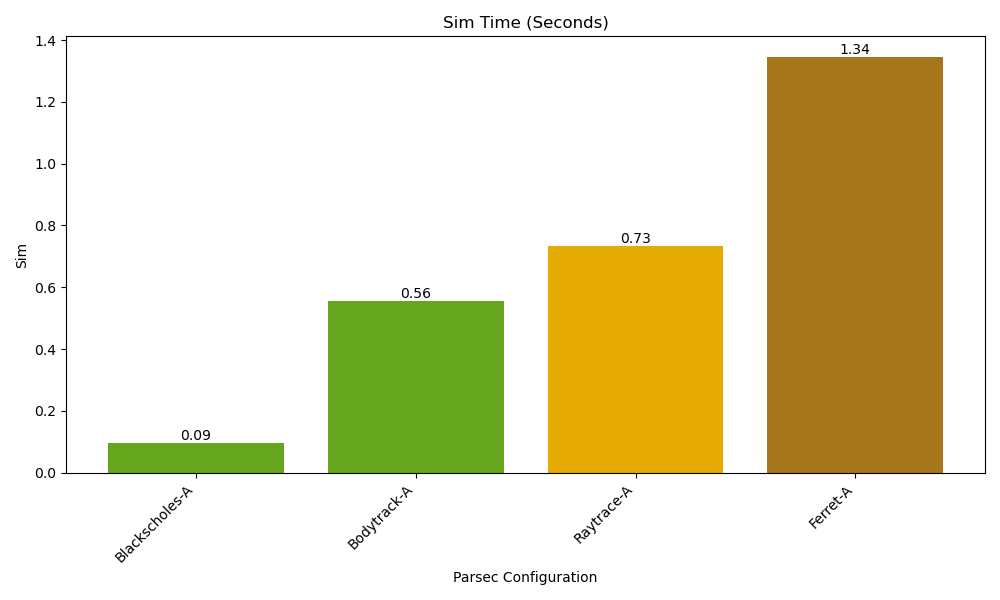 Sim Time (Seconds)
1.4
1.2
1.0
0.8
0.6
0.4
0.2
0.0
Sim
0.09
0.56
0.73
1.34
Blackscholes-A
Bodytrack-A
Raytrace-A
Ferret-A
Parsec Configuration